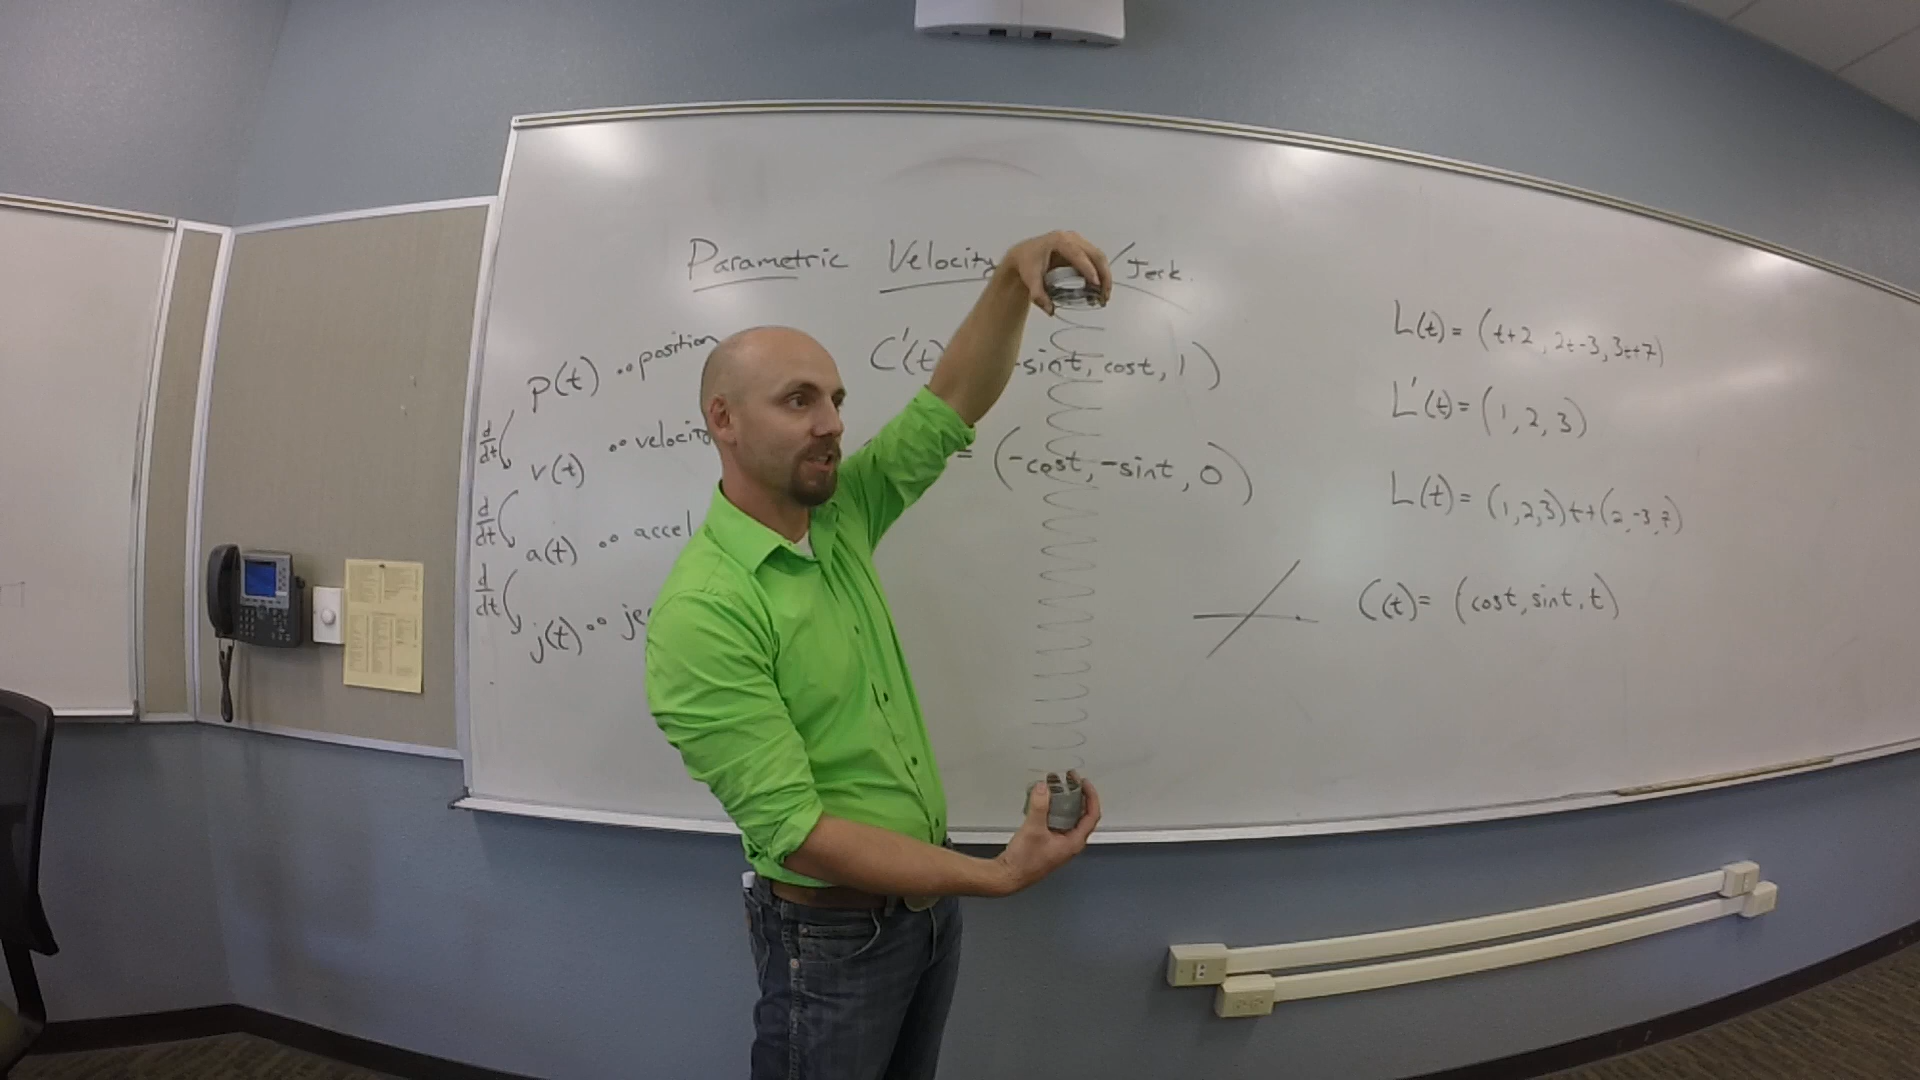 Parametric Velocity / Jerk.
p(t) .. position
d/dt
v(t) .. velocity
d/dt
a(t) .. accel
d/dt
j(t) .. je
C'(t) -sint, cost, 1)
= (-cost, -sint, 0)
L(t) = (t+2, 2t-3, 3t+7)
L'(t) = (1, 2, 3)
L(t) = (1,2,3)t+(2,-3,7)
C(t) = (cost, sint, t)